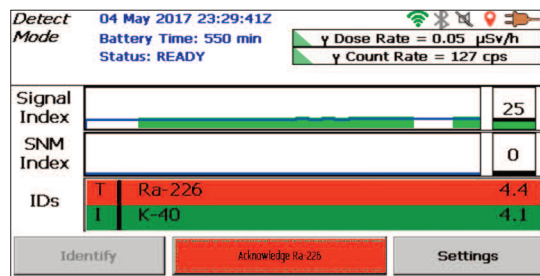 Detect Mode
04 May 2017 23:29:41Z
Battery Time: 550 min
Status: READY
γ Dose Rate = 0.05 μSv/h
γ Count Rate = 127 cps
Signal Index
25
SNM Index
0
IDs
T Ra-226 4.4
I K-40 4.1
Identify
Acknowledge Ra-226
Settings